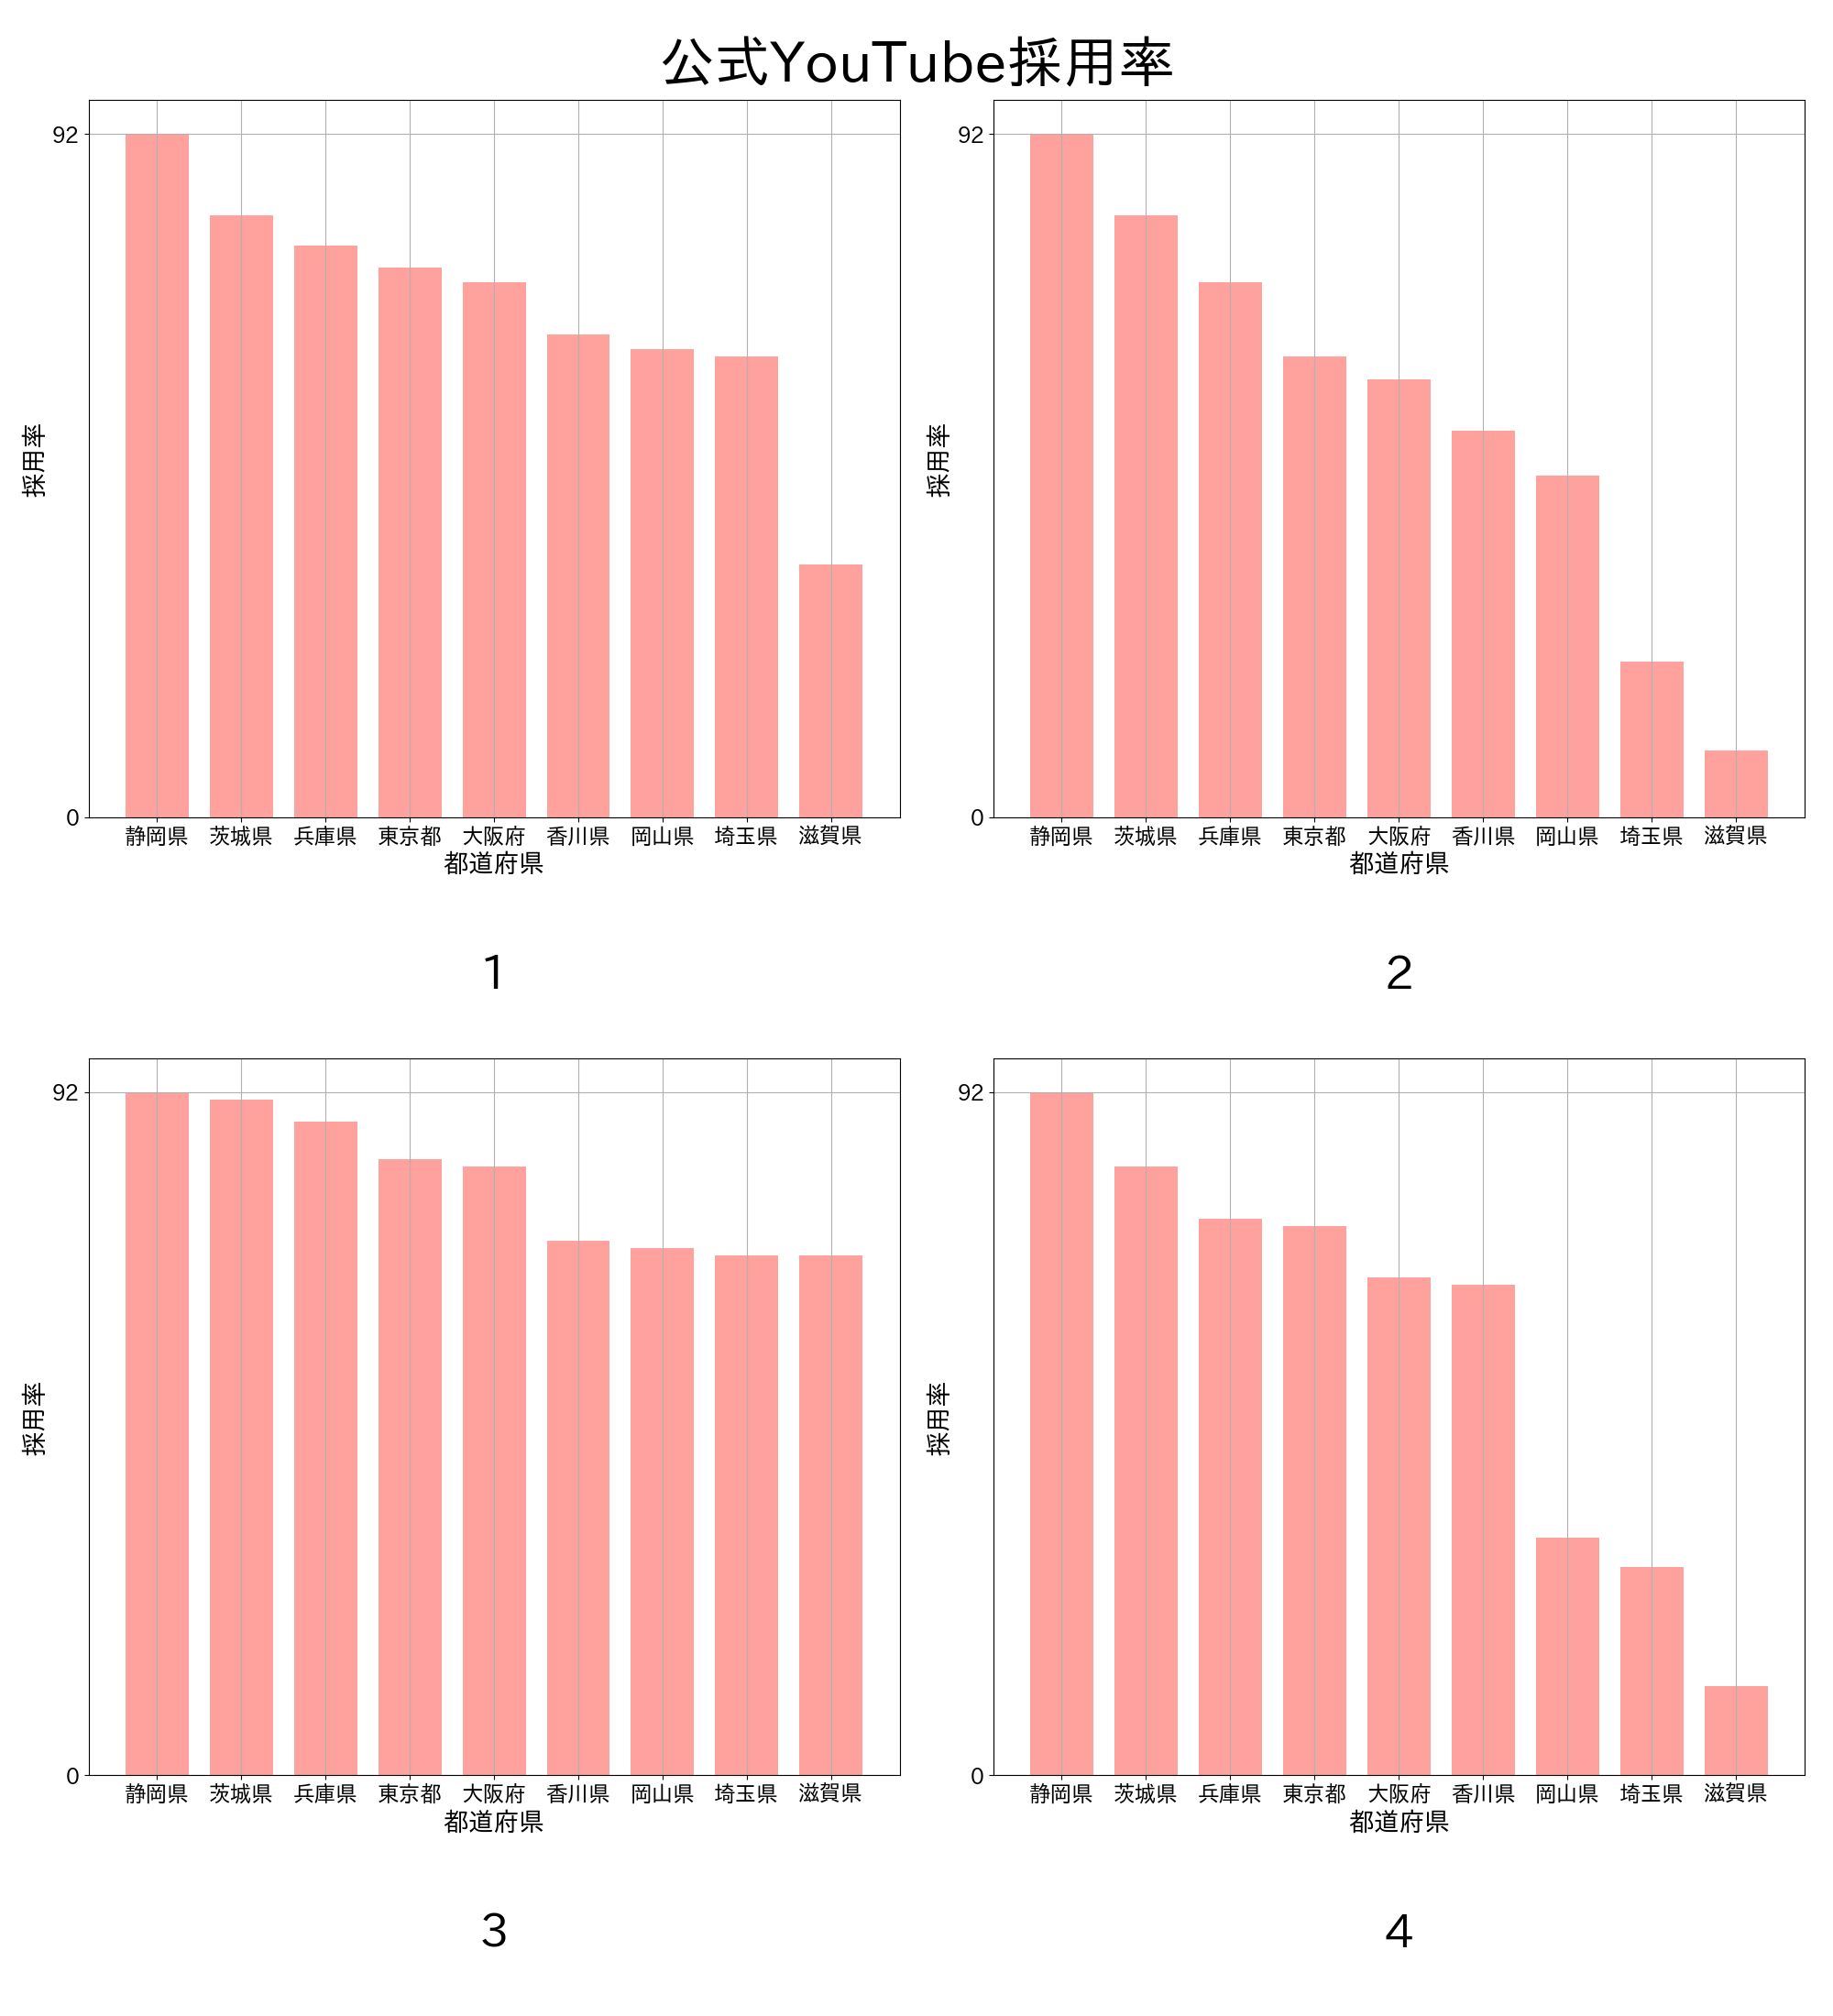 公式YouTube採用率
92
採用率
0
静岡県 茨城県 兵庫県 東京都 大阪府 香川県 岡山県 埼玉県 滋賀県
都道府県
1
92
採用率
0
静岡県 茨城県 兵庫県 東京都 大阪府 香川県 岡山県 埼玉県 滋賀県
都道府県
2
92
採用率
0
静岡県 茨城県 兵庫県 東京都 大阪府 香川県 岡山県 埼玉県 滋賀県
都道府県
3
92
採用率
0
静岡県 茨城県 兵庫県 東京都 大阪府 香川県 岡山県 埼玉県 滋賀県
都道府県
4